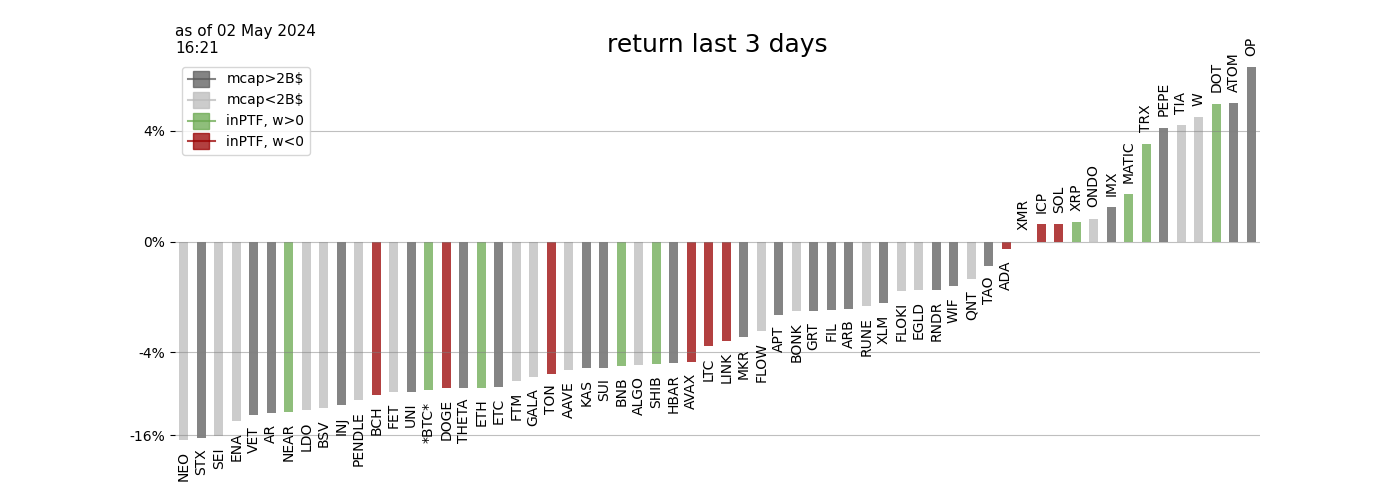 as of 02 May 2024
16:21
return last 3 days
mcap>2B$
mcap<2B$
inPTF, w>0
inPTF, w<0
4%
0%
-4%
-16%
NEO
STX
SEI
ENA
VET
AR
NEAR
LDO
BSV
INJ
PENDLE
BCH
FET
UNI
*BTC*
DOGE
THETA
ETH
ETC
FTM
GALA
TON
AAVE
KAS
SUI
BNB
ALGO
SHIB
HBAR
AVAX
LTC
LINK
MKR
FLOW
APT
BONK
GRT
FIL
ARB
RUNE
XLM
FLOKI
EGLD
RNDR
WIF
QNT
TAO
ADA
XMR
ICP
SOL
XRP
ONDO
IMX
MATIC
TRX
PEPE
TIA
W
DOT
ATOM
OP